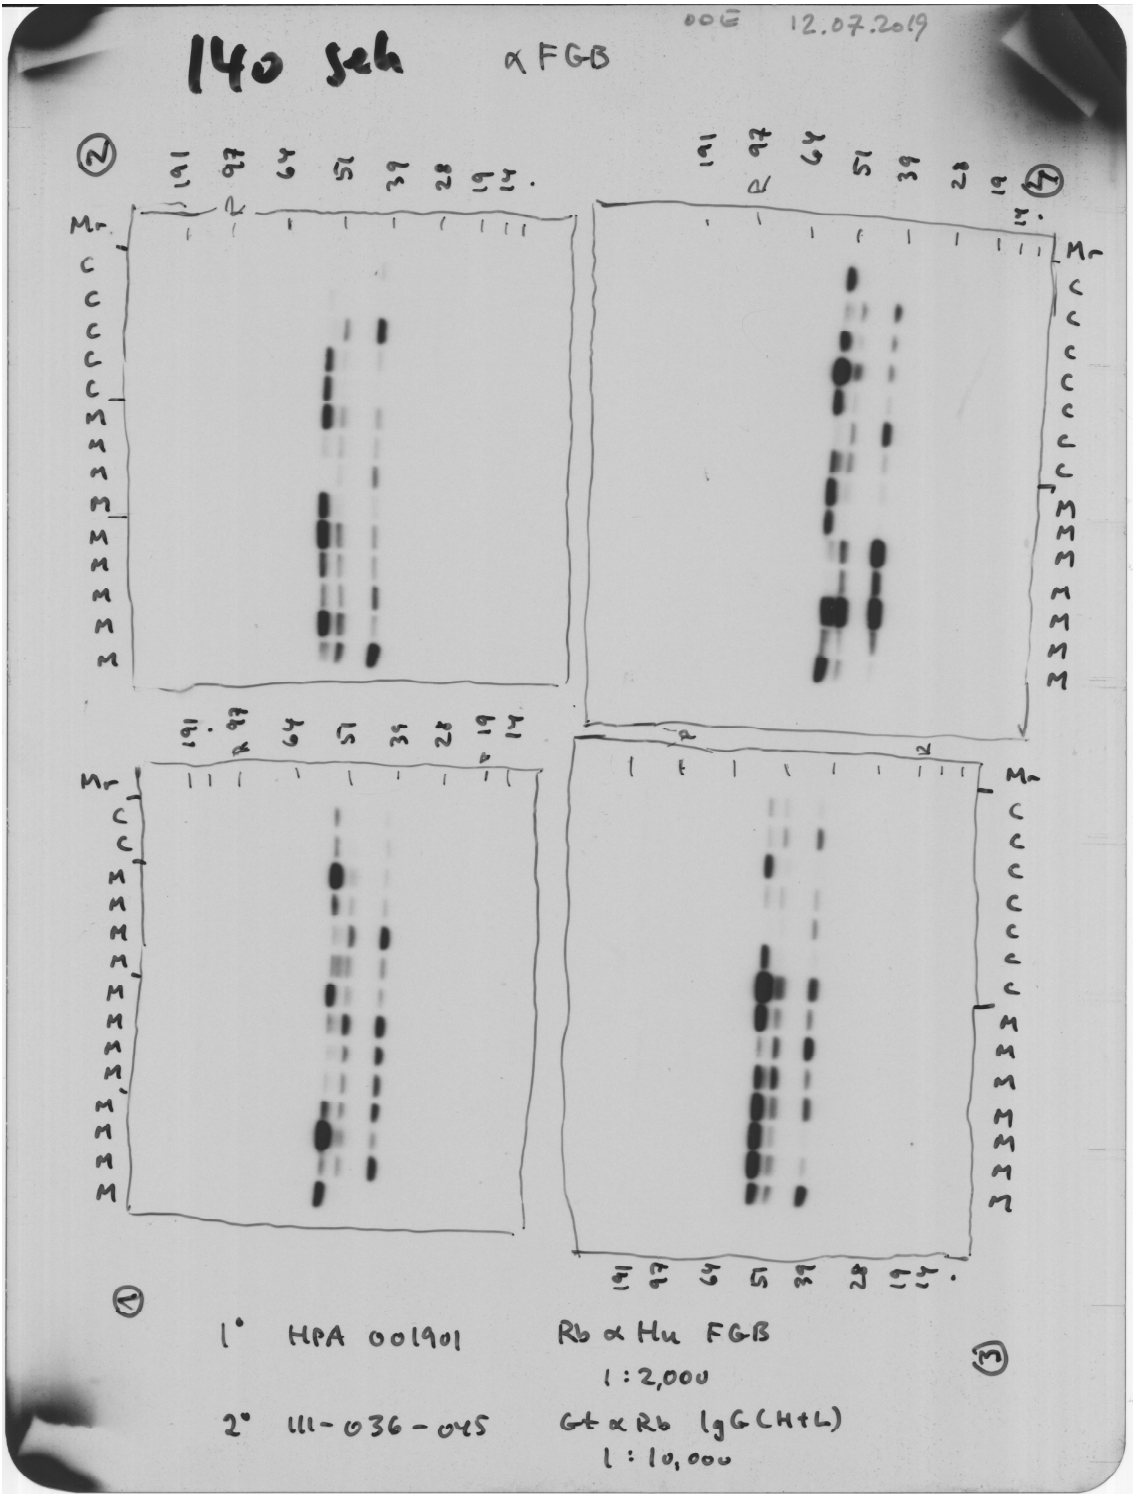 OOE 12.07.2019
140 sek α FGB
②
191 R 97 64 51 39 28 19 14 .
Mr
C
C
C
C
C
M
M
M
M
M
M
M
M
M
191 R 97 64 51 39 28 19 14 .
④
Mr
C
C
C
C
C
C
C
M
M
M
M
M
M
M
191 . R 97 64 51 39 28 19 14
Mr
C
C
M
M
M
M
M
M
M
M
M
M
M
M
①
R R
Mr
C
C
C
C
C
C
C
M
M
M
M
M
M
M
191 97 64 51 39 28 19 14 .
③
1° HPA 001901 Rb α Hu FGB
1:2,000
2° 111-036-045 Gt α Rb IgG (H+L)
1:10,000